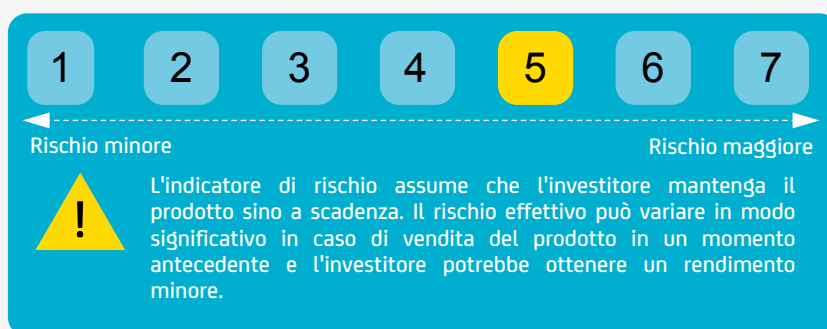 1 2 3 4 5 6 7
Rischio minore Rischio maggiore
! L'indicatore di rischio assume che l'investitore mantenga il
prodotto sino a scadenza. Il rischio effettivo può variare in modo
significativo in caso di vendita del prodotto in un momento
antecedente e l'investitore potrebbe ottenere un rendimento
minore.